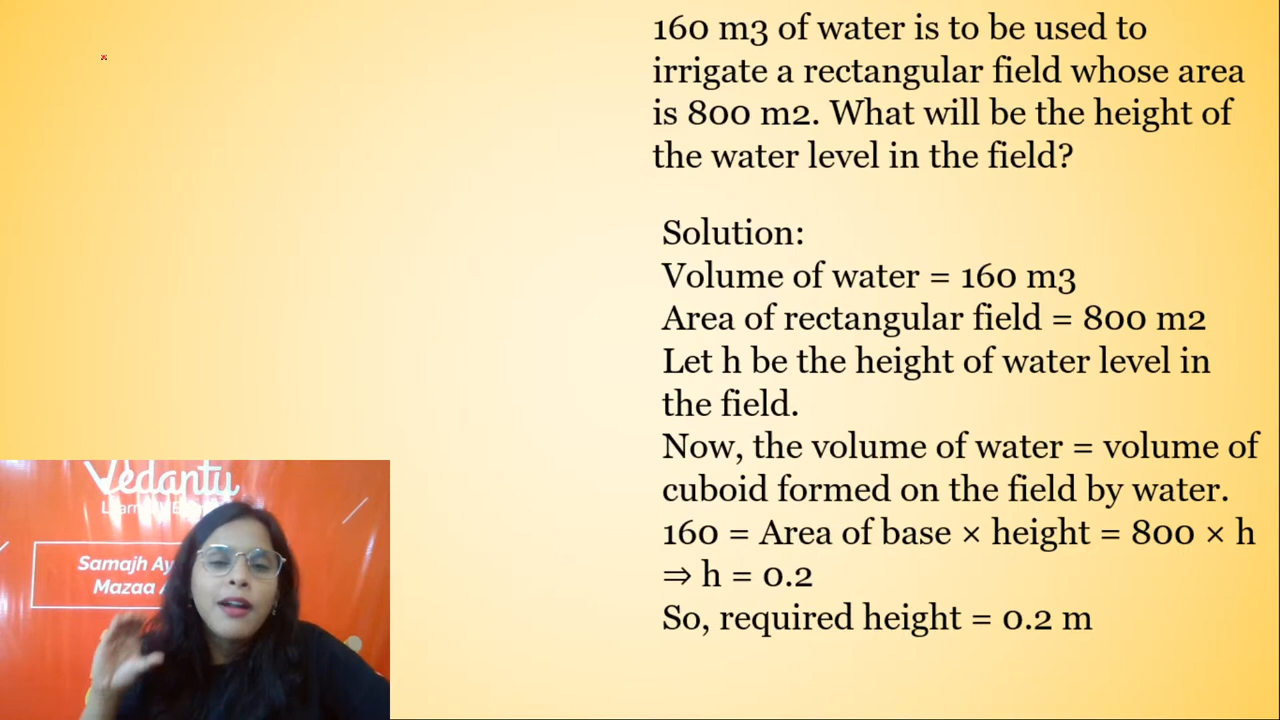 160 m3 of water is to be used to
irrigate a rectangular field whose area
is 800 m2. What will be the height of
the water level in the field?
Solution:
Volume of water = 160 m3
Area of rectangular field = 800 m2
Let h be the height of water level in
the field.
Now, the volume of water = volume of
cuboid formed on the field by water.
160 = Area of base × height = 800 × h
⇒ h = 0.2
So, required height = 0.2 m
Vedantu
Samajh
Mazaa